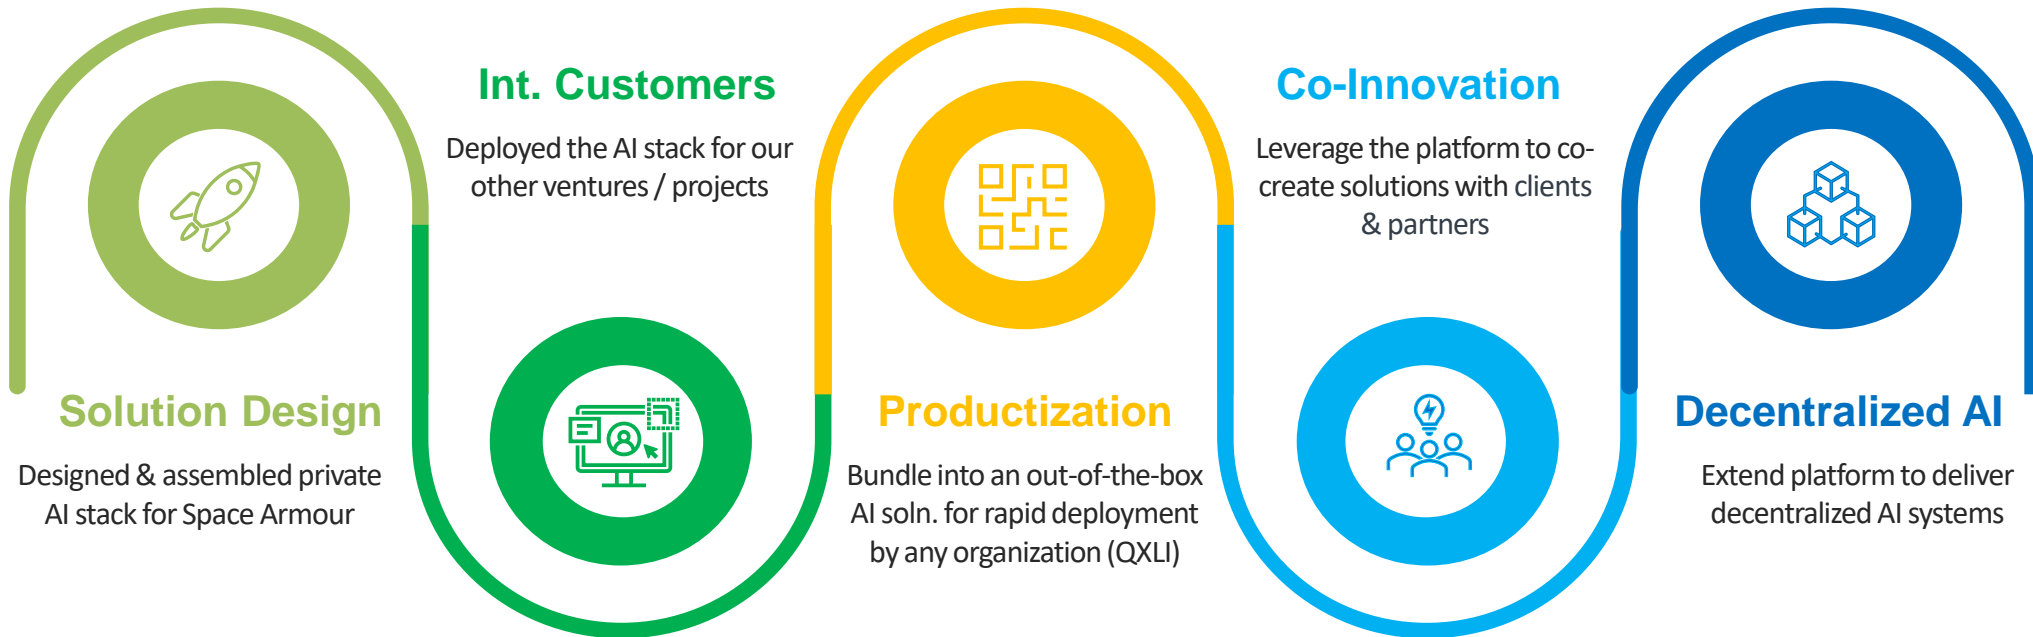 Solution Design
Designed & assembled private
AI stack for Space Armour
Int. Customers
Deployed the AI stack for our
other ventures / projects
Productization
Bundle into an out-of-the-box
AI soln. for rapid deployment
by any organization (QXLI)
Co-Innovation
Leverage the platform to co-
create solutions with clients
& partners
Decentralized AI
Extend platform to deliver
decentralized AI systems